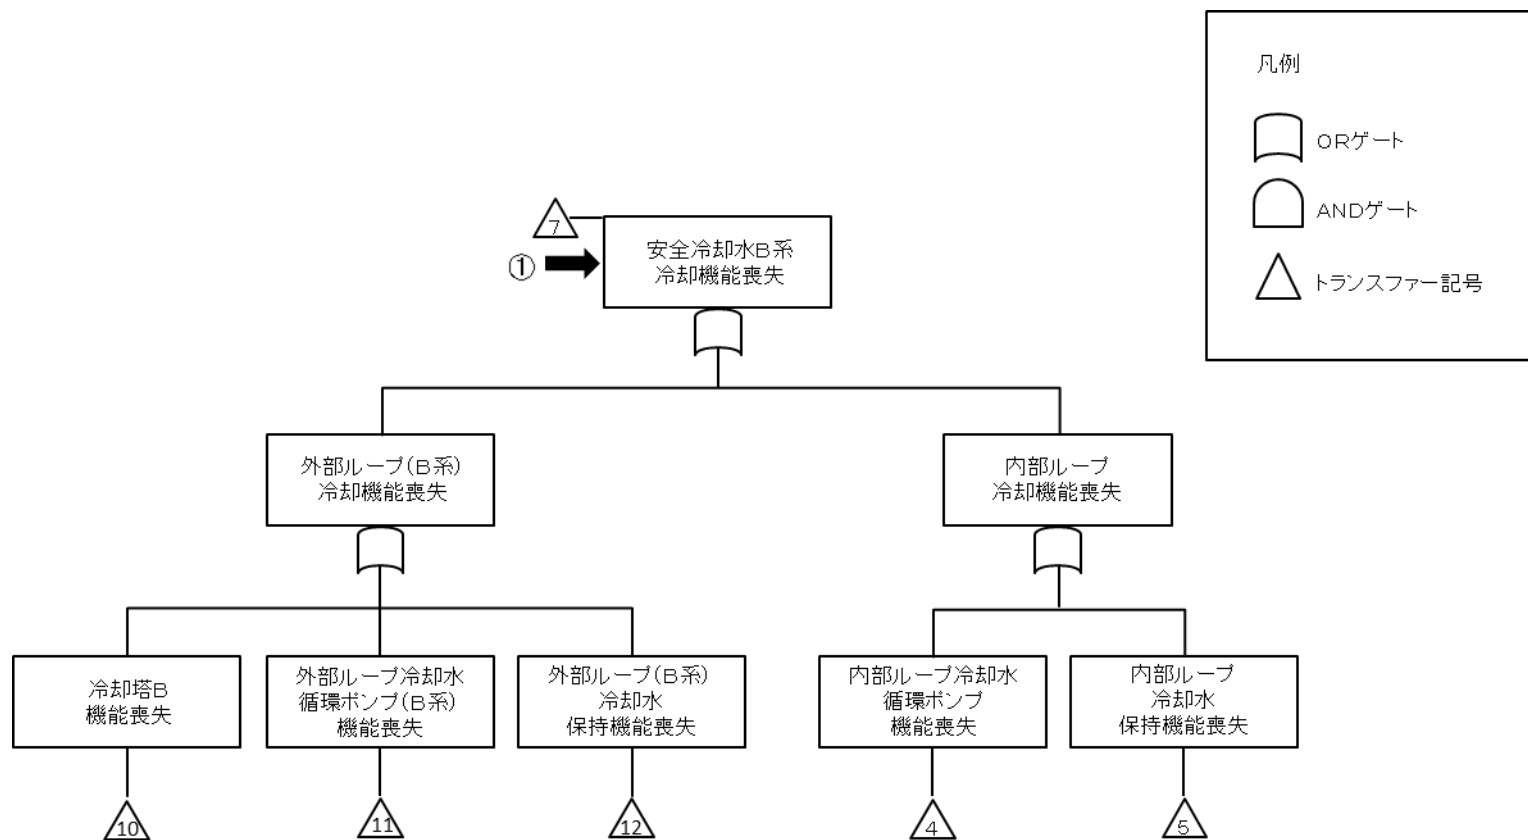 凡例
ORゲート
ANDゲート
トランスファー記号
7
①
安全冷却水B系
冷却機能喪失
外部ループ(B系)
冷却機能喪失
内部ループ
冷却機能喪失
冷却塔B
機能喪失
外部ループ冷却水
循環ポンプ(B系)
機能喪失
外部ループ(B系)
冷却水
保持機能喪失
内部ループ冷却水
循環ポンプ
機能喪失
内部ループ
冷却水
保持機能喪失
10
11
12
4
5